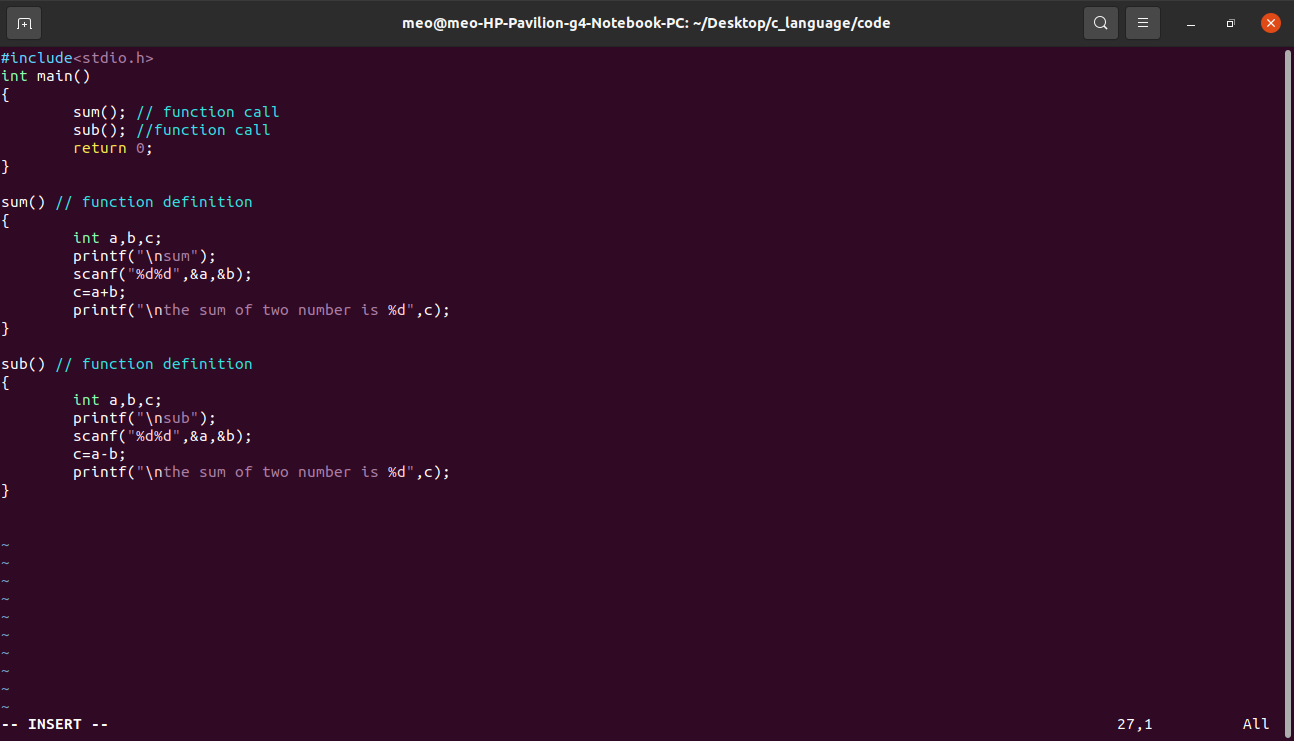 meo@meo-HP-Pavilion-g4-Notebook-PC: ~/Desktop/c_language/code
#include<stdio.h>
int main()
{
        sum(); // function call
        sub(); //function call
        return 0;
}

sum() // function definition
{
        int a,b,c;
        printf("\nsum");
        scanf("%d%d",&a,&b);
        c=a+b;
        printf("\nthe sum of two number is %d",c);
}

sub() // function definition
{
        int a,b,c;
        printf("\nsub");
        scanf("%d%d",&a,&b);
        c=a-b;
        printf("\nthe sum of two number is %d",c);
}


~
~
~
~
~
~
~
~
~
~
-- INSERT -- 27,1 All